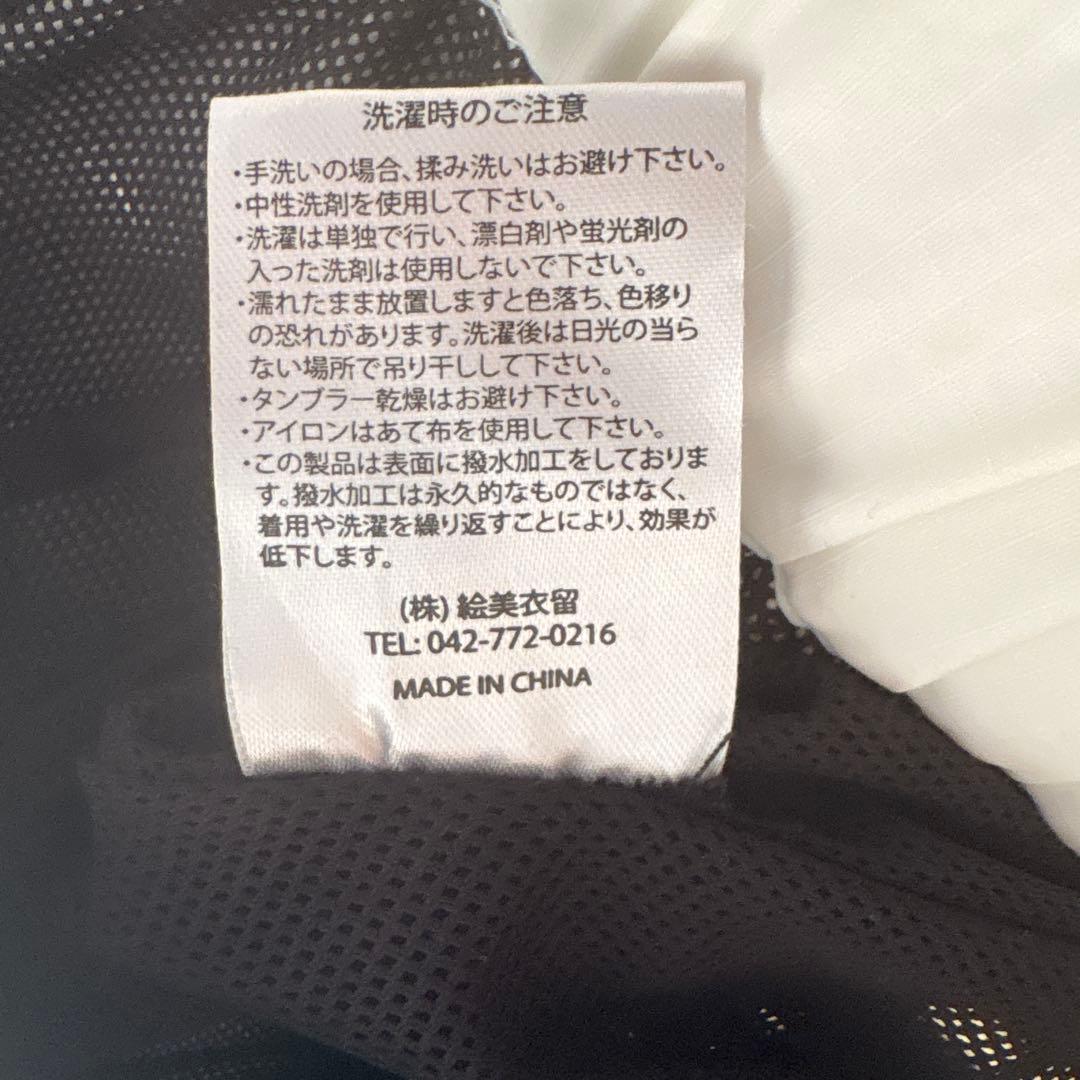 洗濯時のご注意
・手洗いの場合、揉み洗いはお避け下さい。
・中性洗剤を使用して下さい。
・洗濯は単独で行い、漂白剤や蛍光剤の
入った洗剤は使用しないで下さい。
・濡れたまま放置しますと色落ち、色移り
の恐れがあります。洗濯後は日光の当ら
ない場所で吊り干しして下さい。
・タンブラー乾燥はお避け下さい。
・アイロンはあて布を使用して下さい。
・この製品は表面に撥水加工をしておりま
す。撥水加工は永久的なものではなく、
着用や洗濯を繰り返すことにより、効果が
低下します。
(株) 絵美衣留
TEL: 042-772-0216
MADE IN CHINA